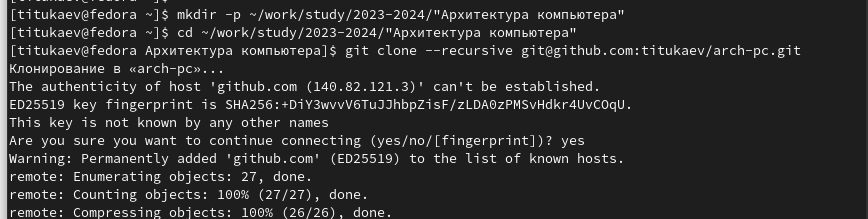 [titukaev@fedora ~]$ mkdir -p ~/work/study/2023-2024/"Архитектура компьютера"
[titukaev@fedora ~]$ cd ~/work/study/2023-2024/"Архитектура компьютера"
[titukaev@fedora Архитектура компьютера]$ git clone --recursive git@github.com:titukaev/arch-pc.git
Клонирование в «arch-pc»...
The authenticity of host 'github.com (140.82.121.3)' can't be established.
ED25519 key fingerprint is SHA256:+DiY3wvvV6TuJJhbpZisF/zLDA0zPMSvHdkr4UvCOqU.
This key is not known by any other names
Are you sure you want to continue connecting (yes/no/[fingerprint])? yes
Warning: Permanently added 'github.com' (ED25519) to the list of known hosts.
remote: Enumerating objects: 27, done.
remote: Counting objects: 100% (27/27), done.
remote: Compressing objects: 100% (26/26), done.